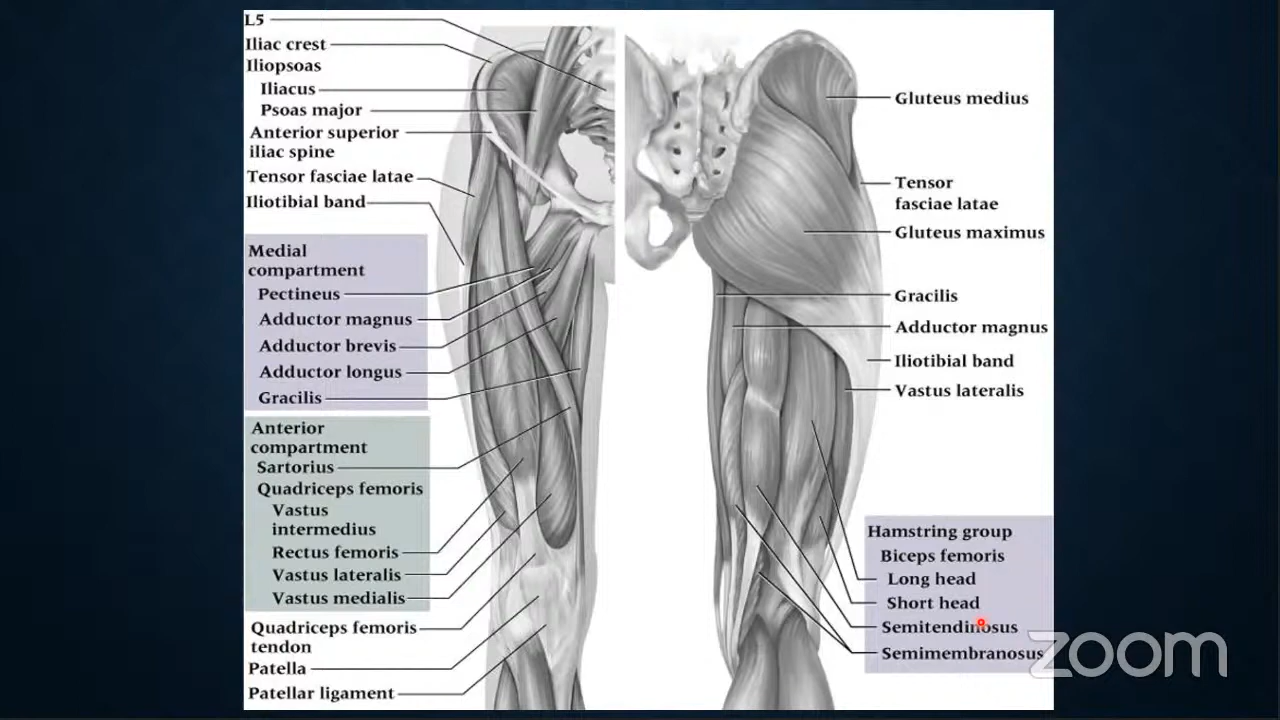 L5
Iliac crest
Iliopsoas
Iliacus
Psoas major
Anterior superior
iliac spine
Tensor fasciae latae
Iliotibial band
Medial
compartment
Pectineus
Adductor magnus
Adductor brevis
Adductor longus
Gracilis
Anterior
compartment
Sartorius
Quadriceps femoris
Vastus
intermedius
Rectus femoris
Vastus lateralis
Vastus medialis
Quadriceps femoris
tendon
Patella
Patellar ligament
Gluteus medius
Tensor
fasciae latae
Gluteus maximus
Gracilis
Adductor magnus
Iliotibial band
Vastus lateralis
Hamstring group
Biceps femoris
Long head
Short head
Semitendinosus
Semimembranosus
zoom